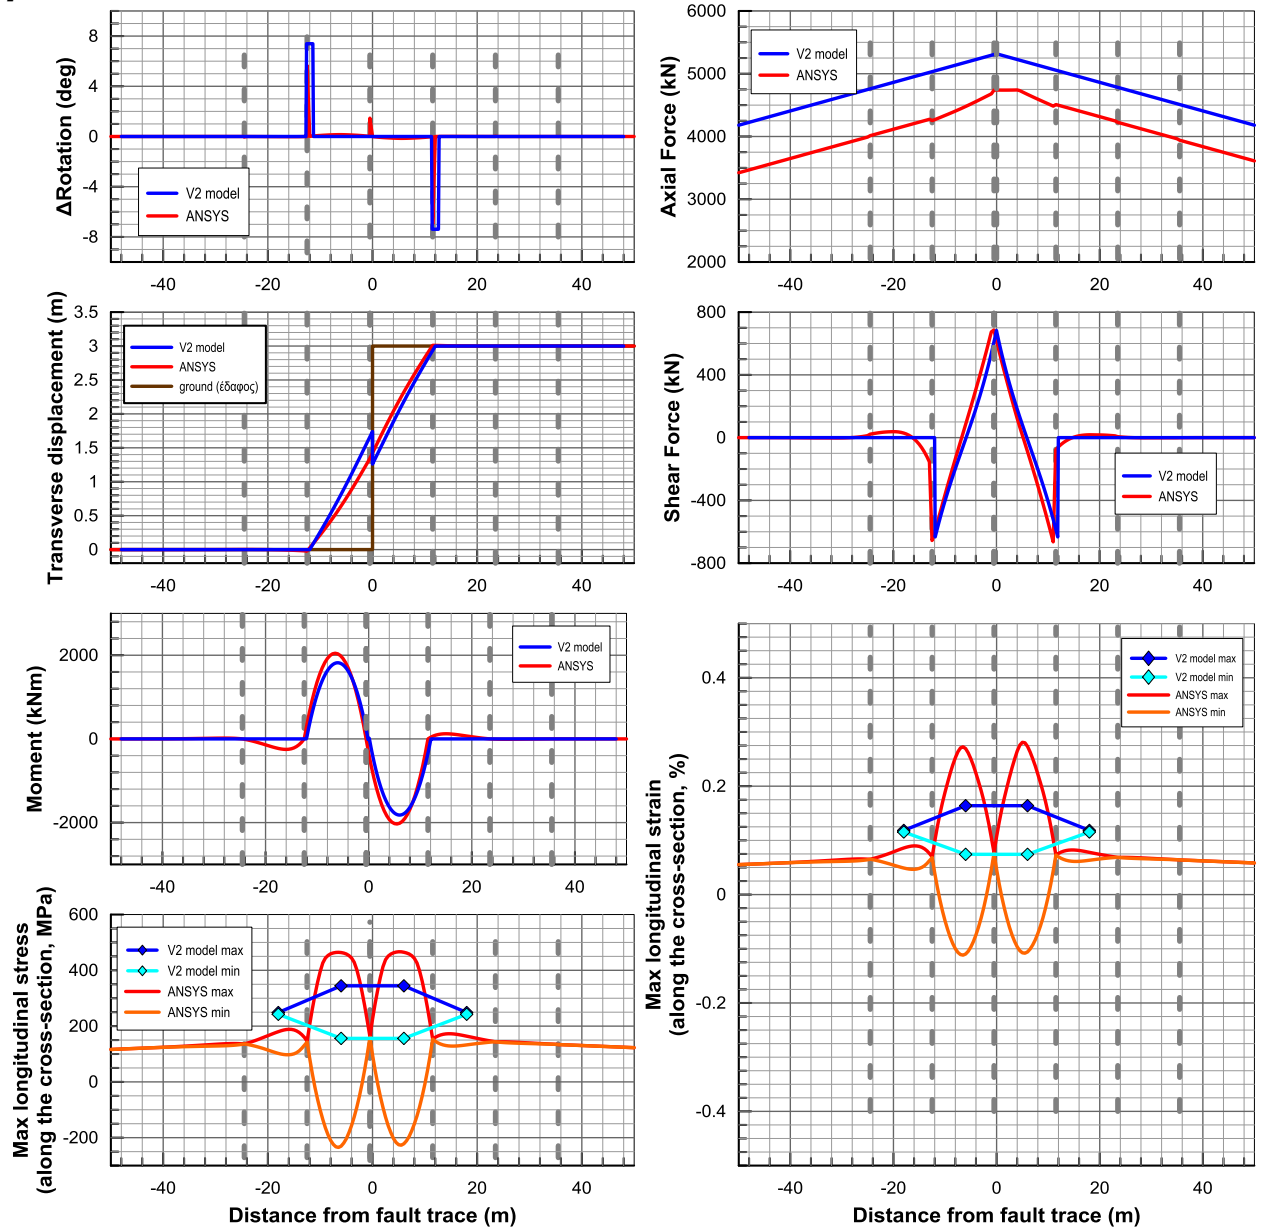 8
4
0
-4
-8
ΔRotation (deg)
V2 model
ANSYS
-40
-20
0
20
40
6000
5000
4000
3000
2000
Axial Force (kN)
V2 model
ANSYS
-40
-20
0
20
40
3.5
3
2.5
2
1.5
1
0.5
0
Transverse displacement (m)
V2 model
ANSYS
ground (έδαφος)
-40
-20
0
20
40
800
400
0
-400
-800
Shear Force (kN)
V2 model
ANSYS
-40
-20
0
20
40
2000
0
-2000
Moment (kNm)
V2 model
ANSYS
-40
-20
0
20
40
600
400
200
0
-200
Max longitudinal stress
(along the cross-section, MPa)
V2 model max
V2 model min
ANSYS max
ANSYS min
-40
-20
0
20
40
Distance from fault trace (m)
0.4
0.2
0
-0.2
-0.4
Max longitudinal strain
(along the cross-section, %)
V2 model max
V2 model min
ANSYS max
ANSYS min
-40
-20
0
20
40
Distance from fault trace (m)